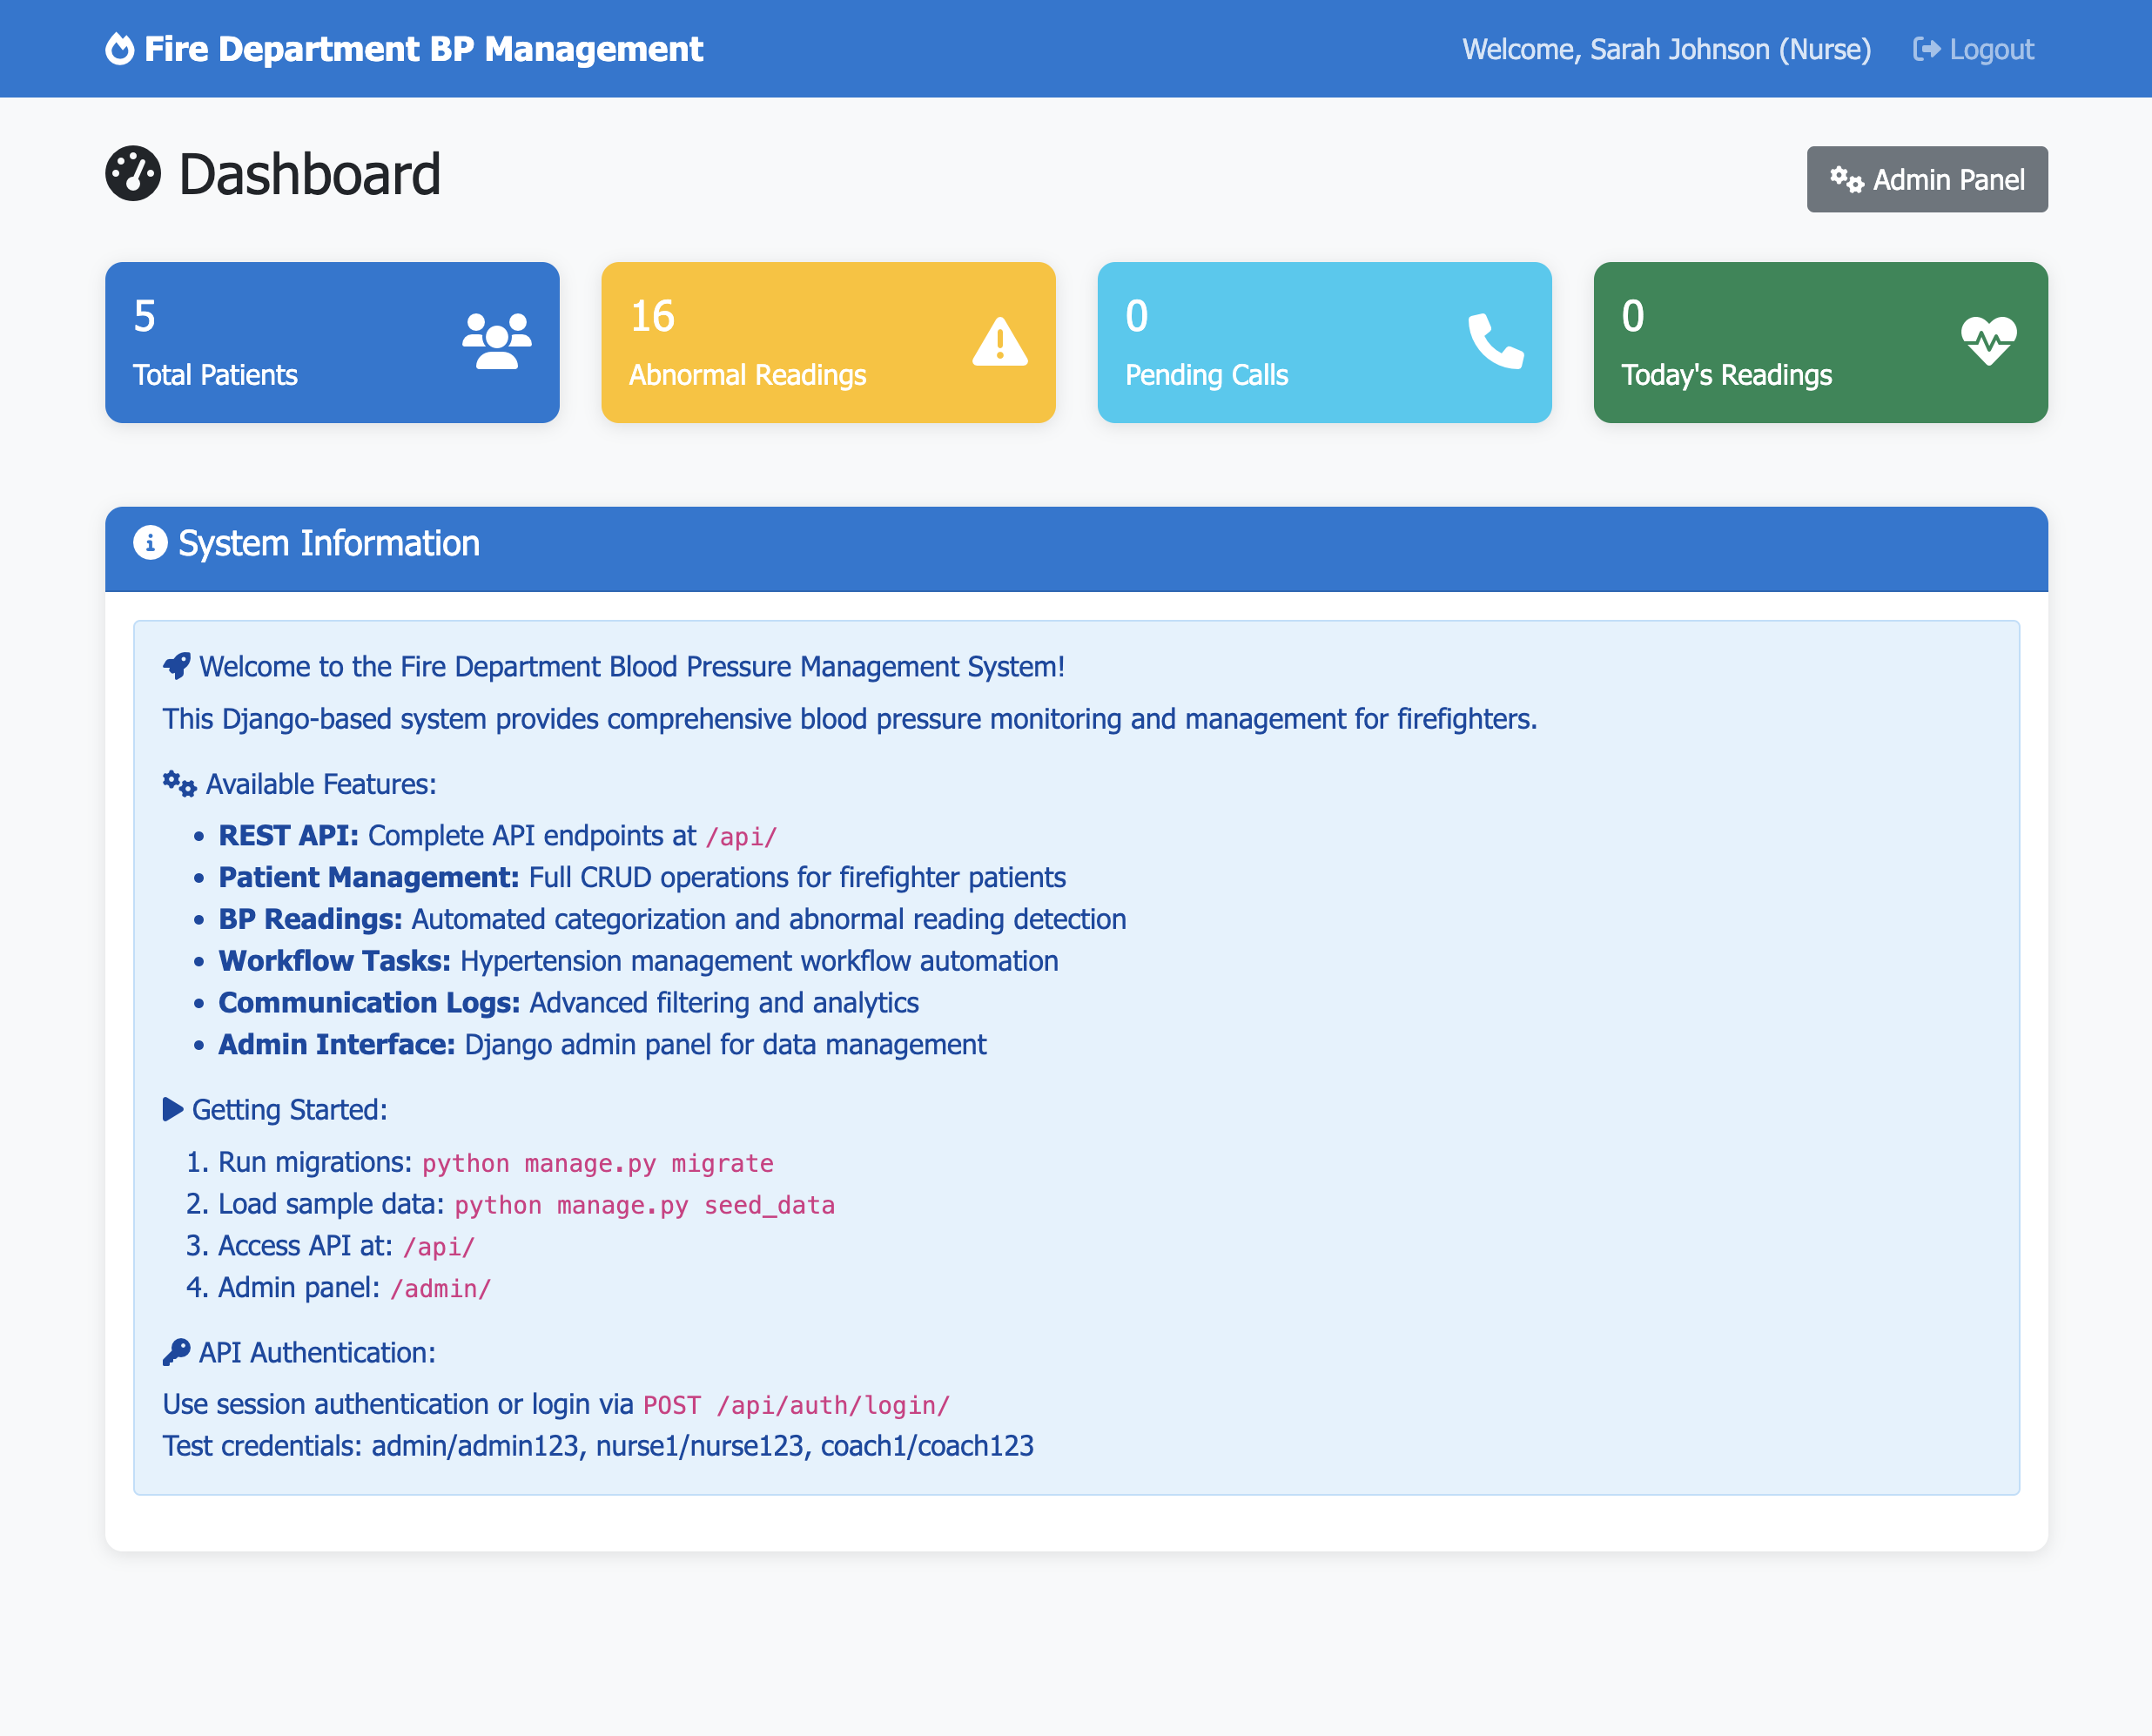 Fire Department BP Management
Welcome, Sarah Johnson (Nurse)
Logout
Dashboard
Admin Panel
5
Total Patients
16
Abnormal Readings
0
Pending Calls
0
Today's Readings
System Information
Welcome to the Fire Department Blood Pressure Management System!
This Django-based system provides comprehensive blood pressure monitoring and management for firefighters.
Available Features:
• REST API: Complete API endpoints at /api/
• Patient Management: Full CRUD operations for firefighter patients
• BP Readings: Automated categorization and abnormal reading detection
• Workflow Tasks: Hypertension management workflow automation
• Communication Logs: Advanced filtering and analytics
• Admin Interface: Django admin panel for data management
Getting Started:
1. Run migrations: python manage.py migrate
2. Load sample data: python manage.py seed_data
3. Access API at: /api/
4. Admin panel: /admin/
API Authentication:
Use session authentication or login via POST /api/auth/login/
Test credentials: admin/admin123, nurse1/nurse123, coach1/coach123